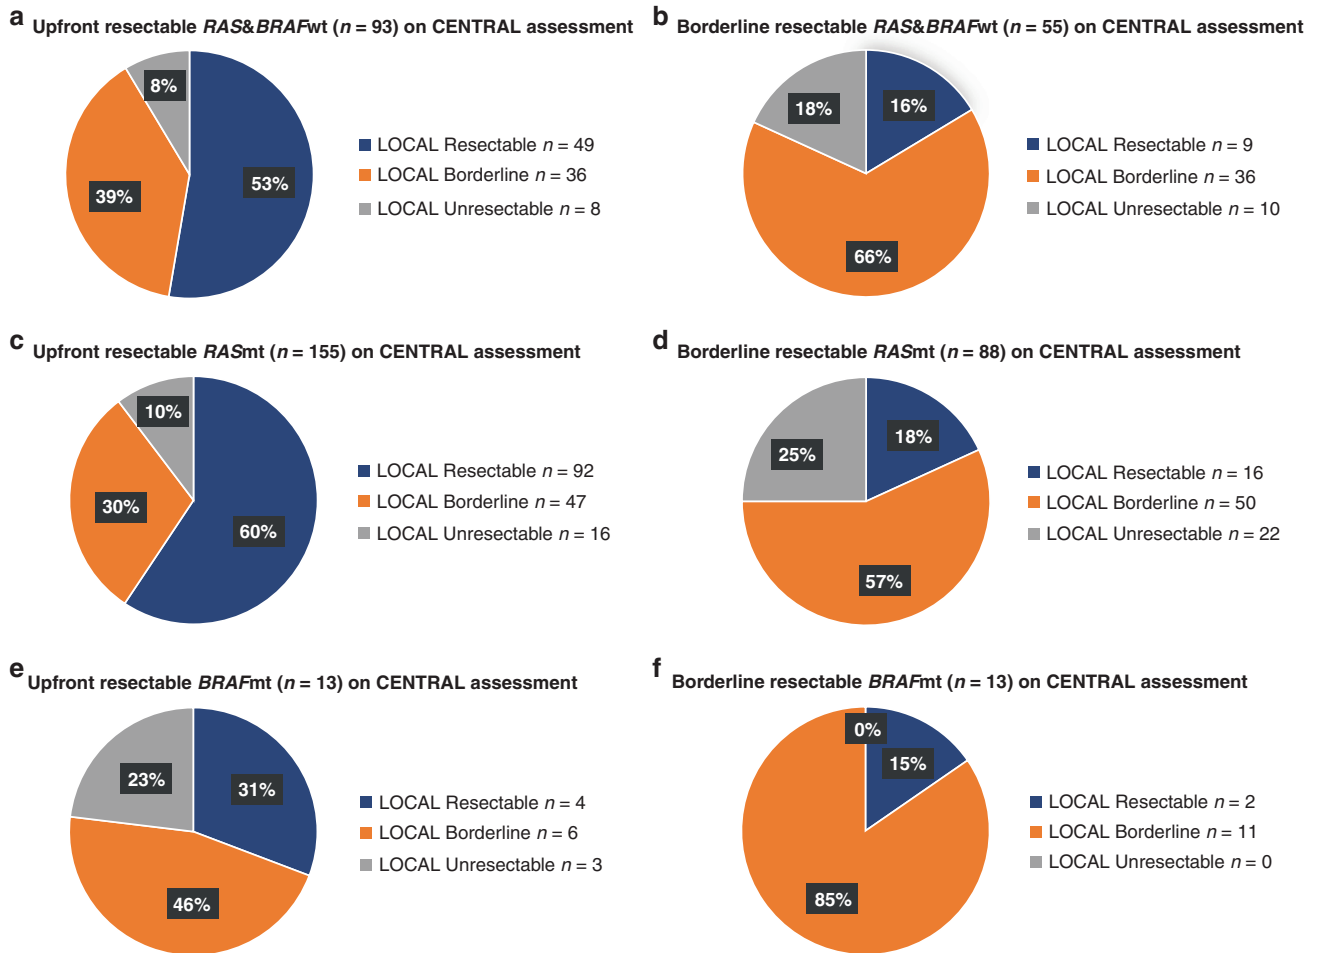 a Upfront resectable RAS&BRAFwt (n = 93) on CENTRAL assessment
8%
39%
53%
LOCAL Resectable n = 49
LOCAL Borderline n = 36
LOCAL Unresectable n = 8
b Borderline resectable RAS&BRAFwt (n = 55) on CENTRAL assessment
18%
16%
66%
LOCAL Resectable n = 9
LOCAL Borderline n = 36
LOCAL Unresectable n = 10
c Upfront resectable RASmt (n = 155) on CENTRAL assessment
10%
30%
60%
LOCAL Resectable n = 92
LOCAL Borderline n = 47
LOCAL Unresectable n = 16
d Borderline resectable RASmt (n = 88) on CENTRAL assessment
25%
18%
57%
LOCAL Resectable n = 16
LOCAL Borderline n = 50
LOCAL Unresectable n = 22
e Upfront resectable BRAFmt (n = 13) on CENTRAL assessment
23%
31%
46%
LOCAL Resectable n = 4
LOCAL Borderline n = 6
LOCAL Unresectable n = 3
f Borderline resectable BRAFmt (n = 13) on CENTRAL assessment
0%
15%
85%
LOCAL Resectable n = 2
LOCAL Borderline n = 11
LOCAL Unresectable n = 0